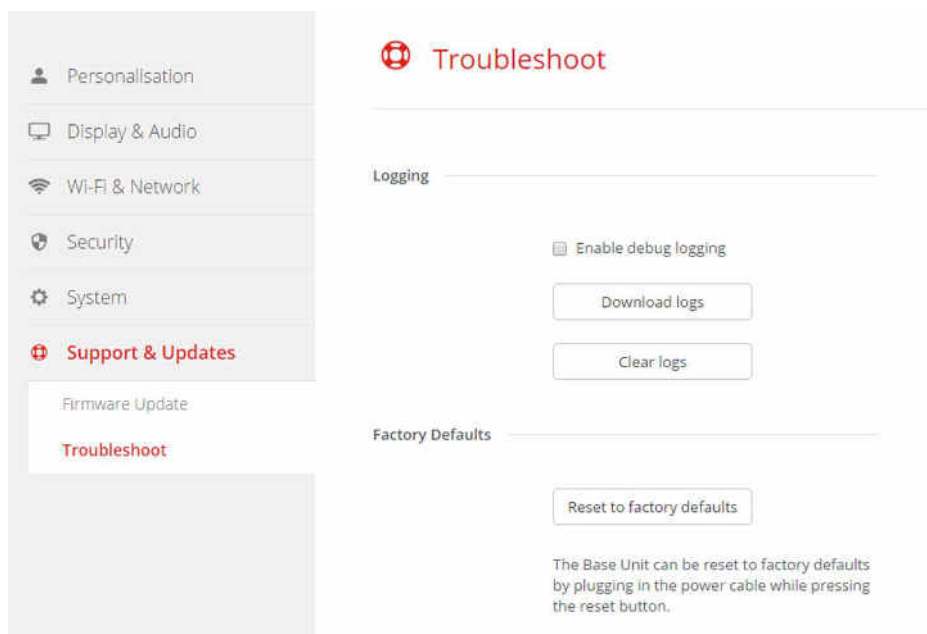 Personalisation
Display & Audio
Wi-Fi & Network
Security
System
Support & Updates
Firmware Update
Troubleshoot
Troubleshoot
Logging
Enable debug logging
Download logs
Clear logs
Factory Defaults
Reset to factory defaults
The Base Unit can be reset to factory defaults
by plugging in the power cable while pressing
the reset button.